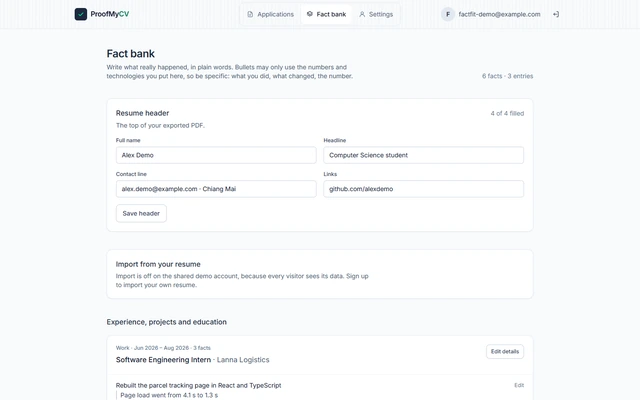 ProofMyCV
Applications
Fact bank
Settings
F
factfit-demo@example.com
Fact bank
Write what really happened, in plain words. Bullets may only use the numbers and
technologies you put here, so be specific: what you did, what changed, the number.
6 facts · 3 entries
Resume header
4 of 4 filled
The top of your exported PDF.
Full name
Headline
Alex Demo
Computer Science student
Contact line
Links
alex.demo@example.com · Chiang Mai
github.com/alexdemo
Save header
Import from your resume
Import is off on the shared demo account, because every visitor sees its data. Sign up
to import your own resume.
Experience, projects and education
Work · Jun 2026 – Aug 2026 · 3 facts
Edit details
Software Engineering Intern · Lanna Logistics
Rebuilt the parcel tracking page in React and TypeScript
Edit
Page load went from 4.1 s to 1.3 s